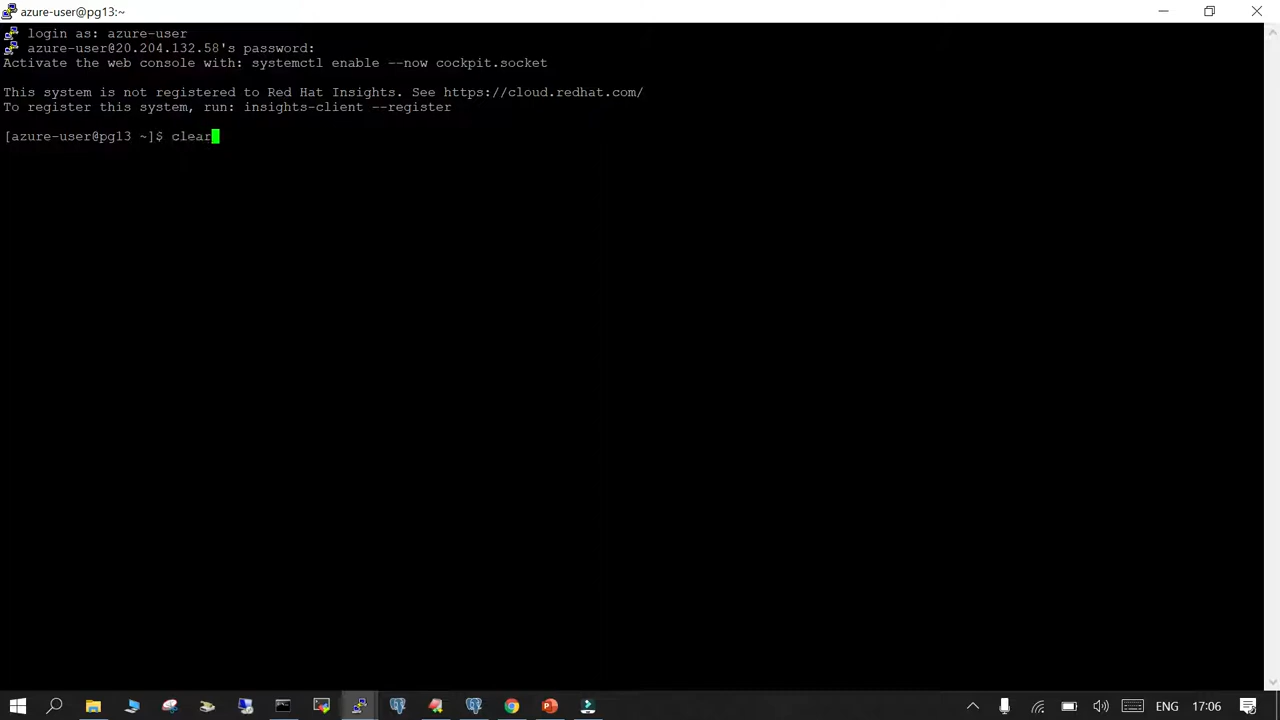 azure-user@pg13:~
login as: azure-user
azure-user@20.204.132.58's password:
Activate the web console with: systemctl enable --now cockpit.socket
This system is not registered to Red Hat Insights. See https://cloud.redhat.com/
To register this system, run: insights-client --register
[azure-user@pg13 ~]$ clear
ENG
17:06